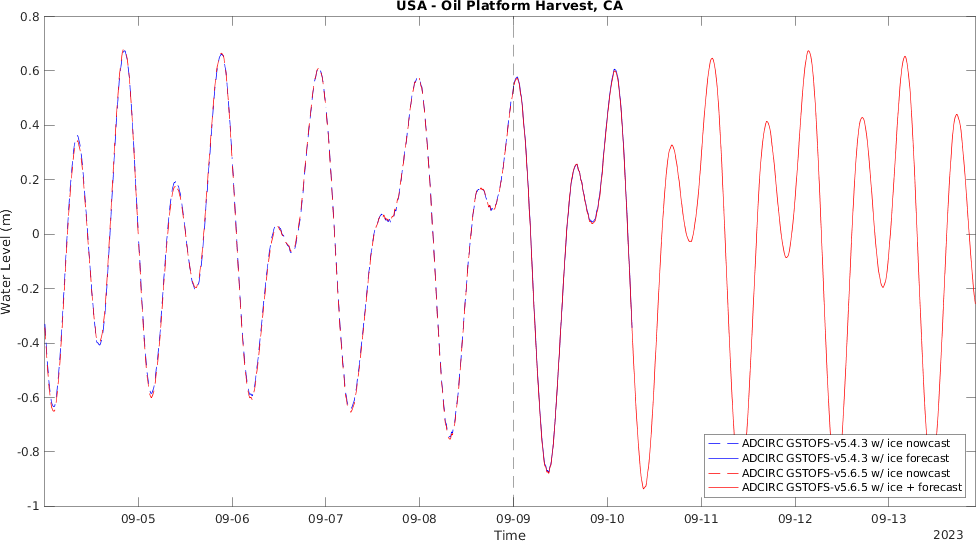 USA - Oil Platform Harvest, CA
0.8
0.6
0.4
0.2
0
-0.2
-0.4
-0.6
-0.8
-1
Water Level (m)
09-05 09-06 09-07 09-08 09-09 09-10 09-11 09-12 09-13
Time
2023
ADCIRC GSTOFS-v5.4.3 w/ ice nowcast
ADCIRC GSTOFS-v5.4.3 w/ ice forecast
ADCIRC GSTOFS-v5.6.5 w/ ice nowcast
ADCIRC GSTOFS-v5.6.5 w/ ice + forecast